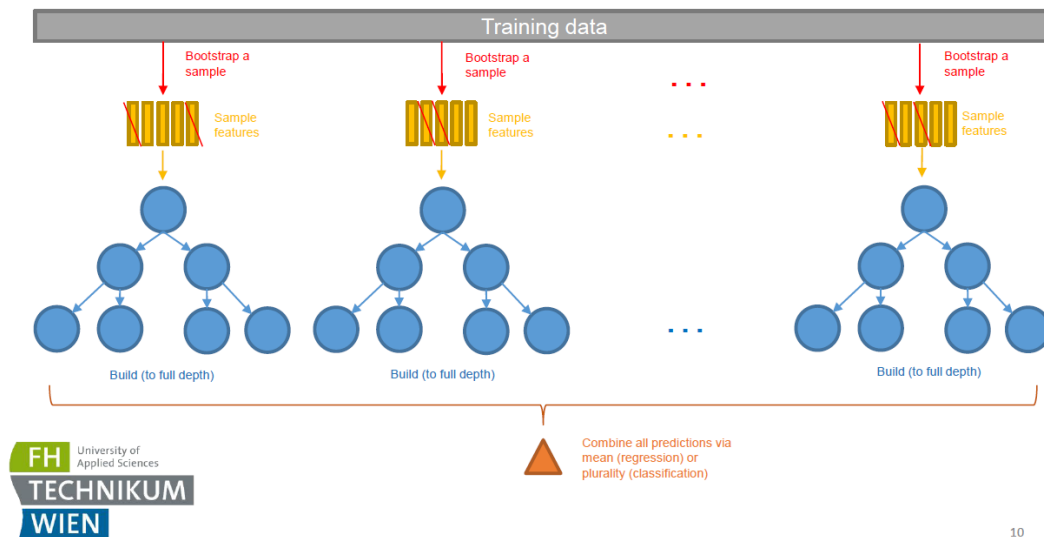 Training data
Bootstrap a
sample
Bootstrap a
sample
Bootstrap a
sample
. . .
Sample
features
Sample
features
. . .
Sample
features
Build (to full depth)
Build (to full depth)
. . .
Build (to full depth)
Combine all predictions via
mean (regression) or
plurality (classification)
FH University of
Applied Sciences
TECHNIKUM
WIEN
10